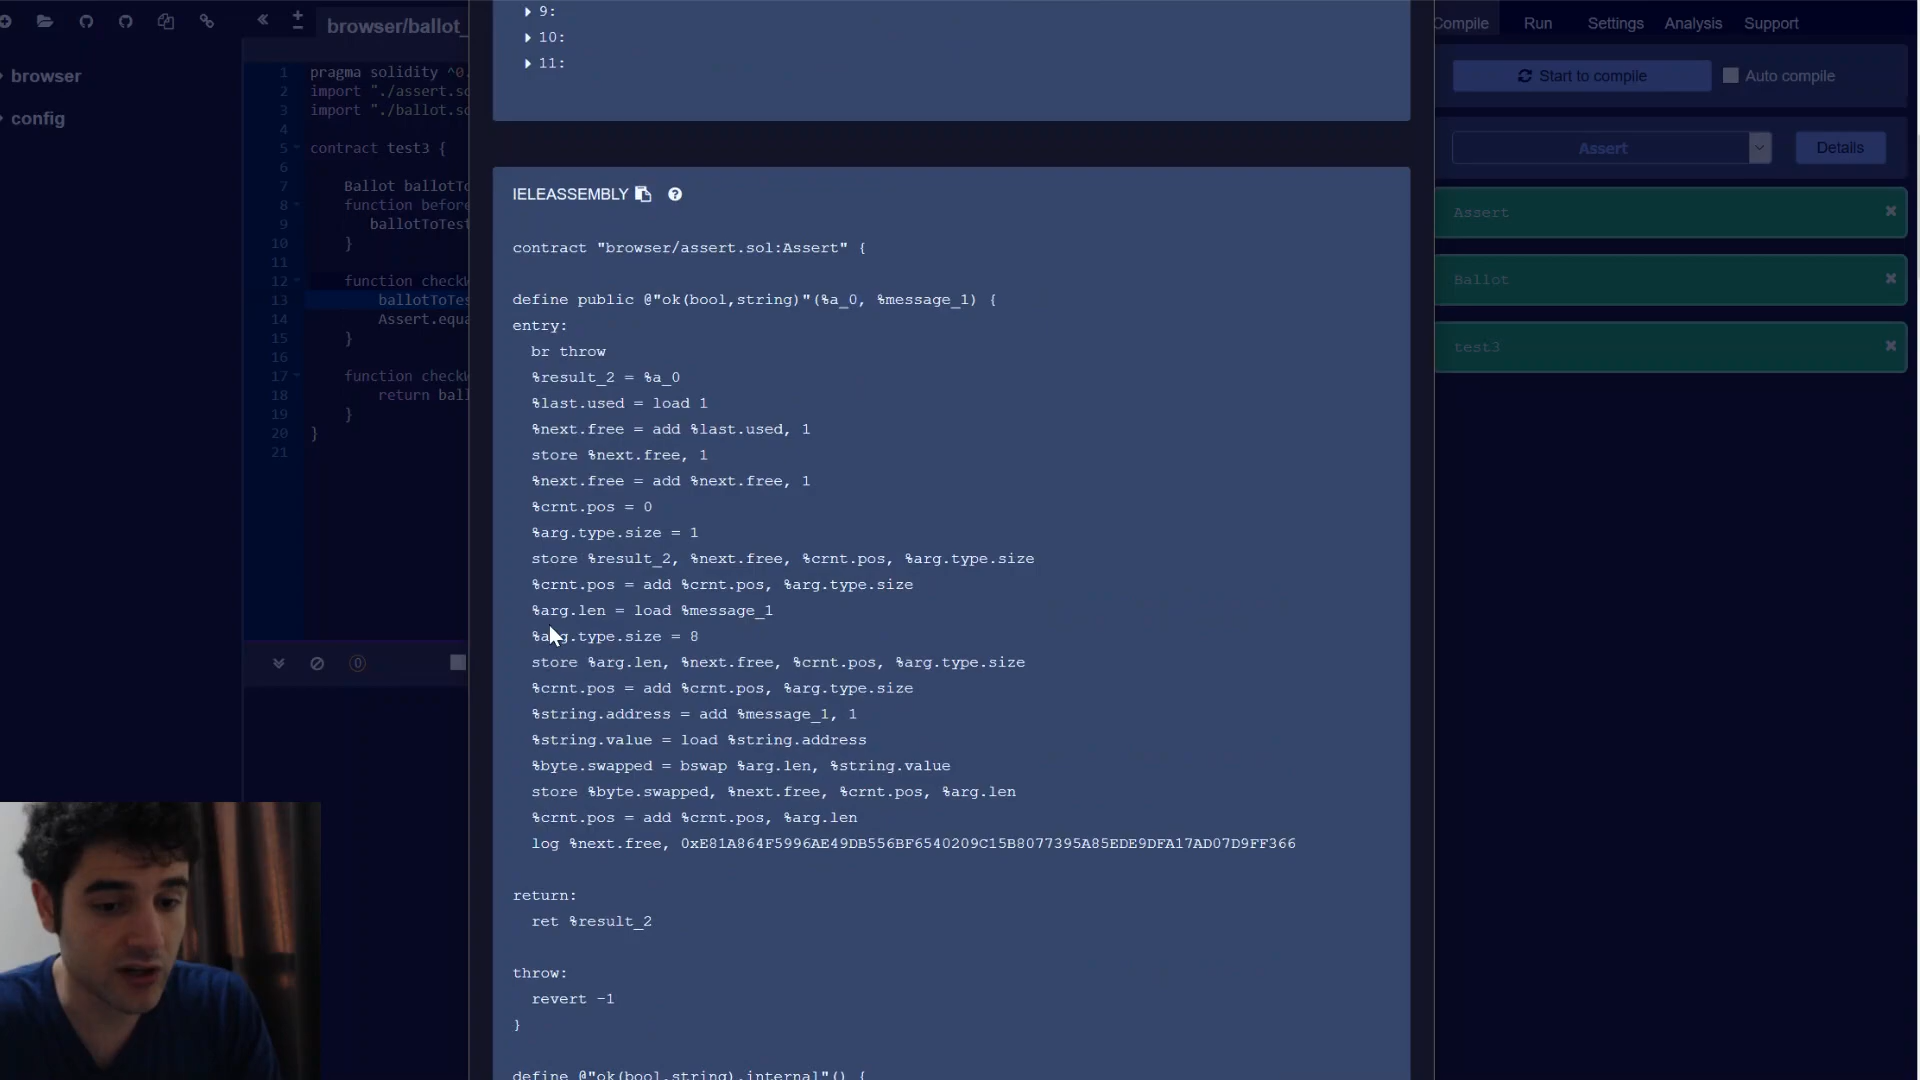 browser/ballot_
Compile
Run
Settings
Analysis
Support
browser
config
1 pragma solidity ^0.
2 import "./assert.so
3 import "./ballot.so
4
5 contract test3 {
6
7 Ballot ballotTo
8 function before
9 ballotToTest
10 }
11
12 function checkW
13 ballotToTes
14 Assert.equa
15 }
16
17 function checkW
18 return ball
19 }
20 }
21
0
9:
10:
11:
IELEASSEMBLY
contract "browser/assert.sol:Assert" {
define public @"ok(bool,string)"(%a_0, %message_1) {
entry:
br throw
%result_2 = %a_0
%last.used = load 1
%next.free = add %last.used, 1
store %next.free, 1
%next.free = add %next.free, 1
%crnt.pos = 0
%arg.type.size = 1
store %result_2, %next.free, %crnt.pos, %arg.type.size
%crnt.pos = add %crnt.pos, %arg.type.size
%arg.len = load %message_1
%arg.type.size = 8
store %arg.len, %next.free, %crnt.pos, %arg.type.size
%crnt.pos = add %crnt.pos, %arg.type.size
%string.address = add %message_1, 1
%string.value = load %string.address
%byte.swapped = bswap %arg.len, %string.value
store %byte.swapped, %next.free, %crnt.pos, %arg.len
%crnt.pos = add %crnt.pos, %arg.len
log %next.free, 0xE81A864F5996AE49DB556BF6540209C15B8077395A85EDE9DFA17AD07D9FF366
return:
ret %result_2
throw:
revert -1
}
define @"ok(bool,string).internal"() {
Start to compile
Auto compile
Assert
Details
Assert
Ballot
test3